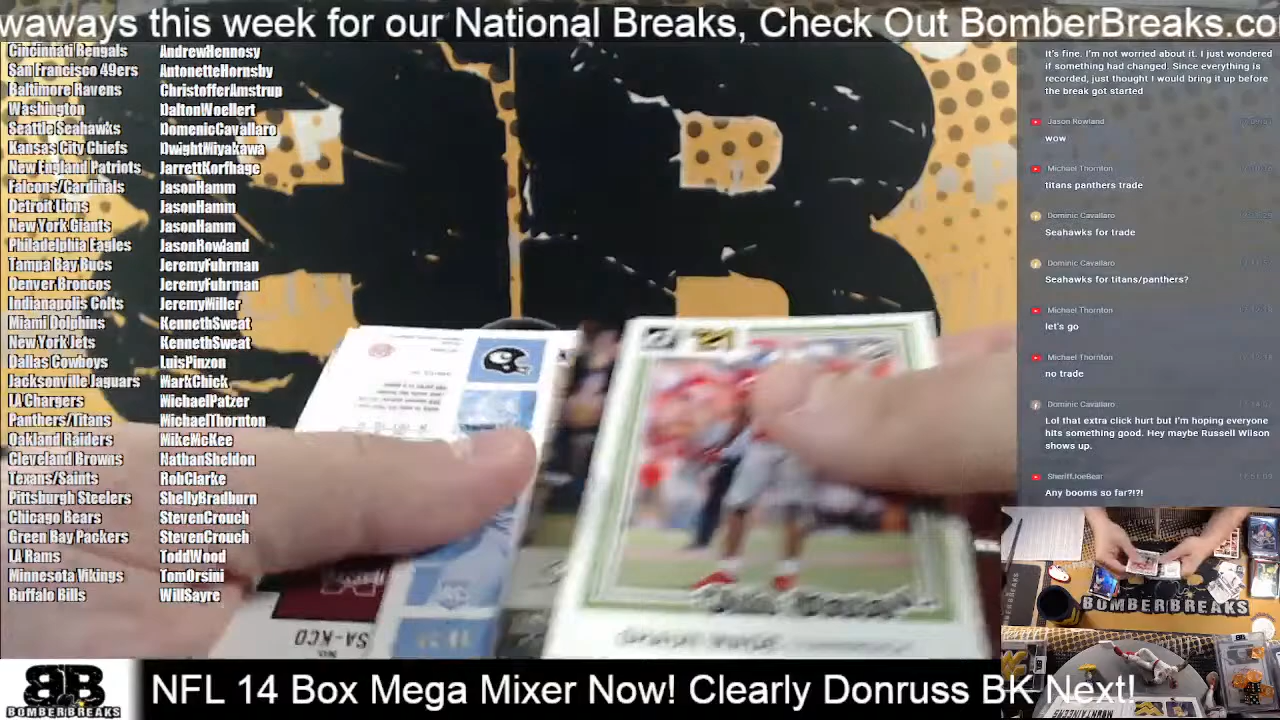 waways this week for our National Breaks, Check Out BomberBreaks.co
Cincinnati Bengals AndrewHennosy
San Francisco 49ers AntonetteHornsby
Baltimore Ravens ChristofferAmstrup
Washington DaltonWoellert
Seattle Seahawks DomenicCavallaro
Kansas City Chiefs DwightMiyakawa
New England Patriots JarrettKorfhage
Falcons/Cardinals JasonHamm
Detroit Lions JasonHamm
New York Giants JasonHamm
Philadelphia Eagles JasonRowland
Tampa Bay Bucs JeremyFuhrman
Denver Broncos JeremyFuhrman
Indianapolis Colts JeremyMiller
Miami Dolphins KennethSweat
New York Jets KennethSweat
Dallas Cowboys LuisPinzon
Jacksonville Jaguars MarkChick
LA Chargers MichaelPatzer
Panthers/Titans MichaelThornton
Oakland Raiders MikeMcKee
Cleveland Browns NathanSheldon
Texans/Saints RobClarke
Pittsburgh Steelers ShellyBradburn
Chicago Bears StevenCrouch
Green Bay Packers StevenCrouch
LA Rams ToddWood
Minnesota Vikings TomOrsini
Buffalo Bills WillSayre
It's fine. I'm not worried about it. I just wondered
if something had changed. Since everything is
recorded, just thought I would bring it up before
the break got started
Jason Rowland
wow
Michael Thornton
titans panthers trade
Dominic Cavallaro
Seahawks for trade
Dominic Cavallaro
Seahawks for titans/panthers?
Michael Thornton
let's go
Michael Thornton
no trade
Dominic Cavallaro
Lol that extra click hurt but I'm hoping everyone
hits something good. Hey maybe Russell Wilson
shows up.
SheriffJoeBear
Any booms so far?!?!
NO.
SA-KCO
BOMBERBREAKS
MOUNTAINEERS
BB
BOMBERBREAKS
NFL 14 Box Mega Mixer Now! Clearly Donruss BK Next!